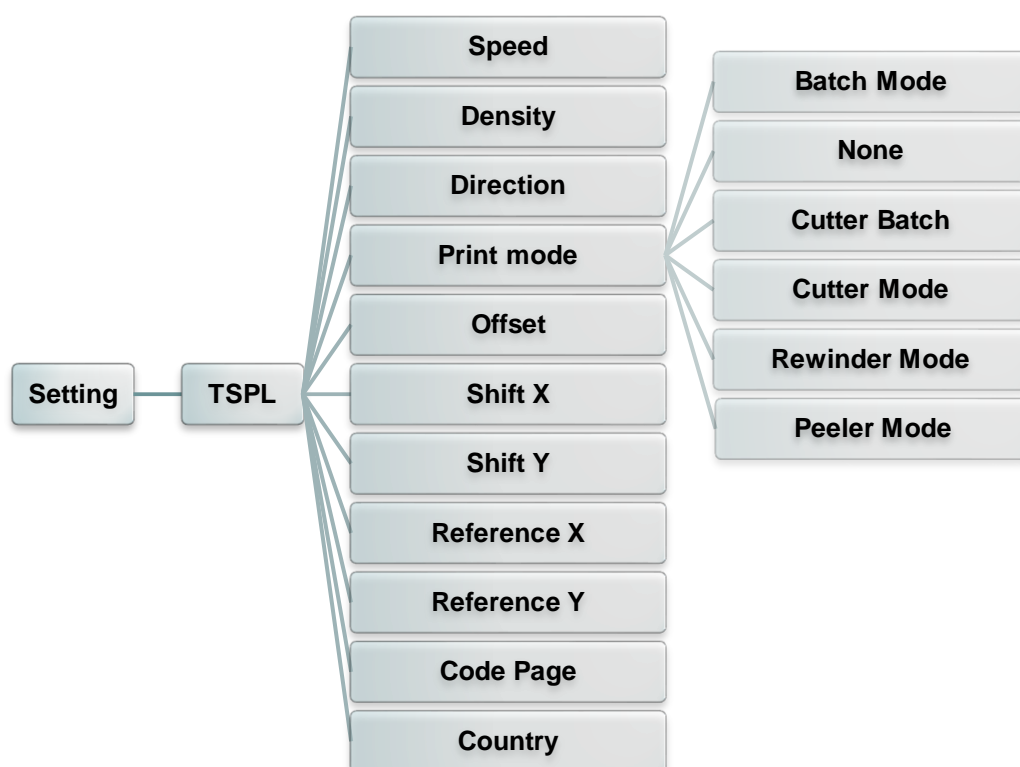 Setting
TSPL
Speed
Density
Direction
Print mode
Offset
Shift X
Shift Y
Reference X
Reference Y
Code Page
Country
Batch Mode
None
Cutter Batch
Cutter Mode
Rewinder Mode
Peeler Mode